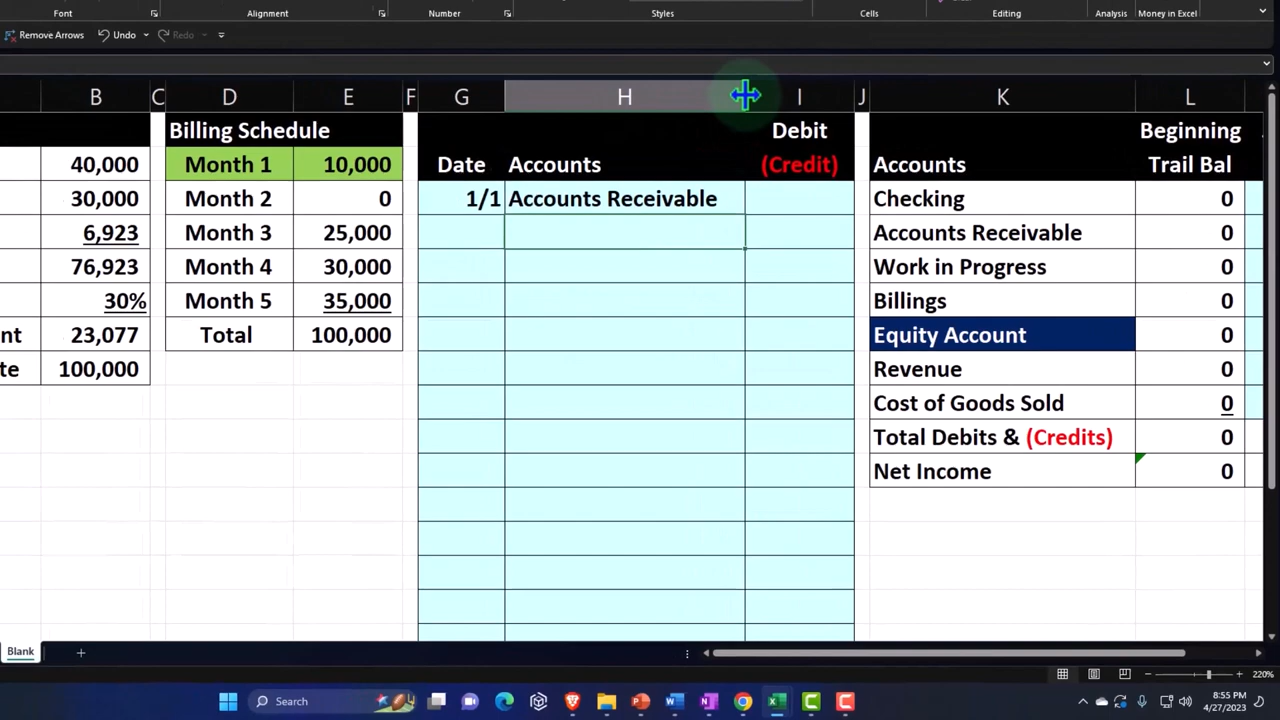 Font Alignment Number Styles Cells Editing Analysis Money in Excel
Remove Arrows Undo Redo
B C D E F G H I J K L
Billing Schedule Debit Beginning
40,000 Month 1 10,000 Date Accounts (Credit) Accounts Trail Bal
30,000 Month 2 0 1/1 Accounts Receivable Checking 0
6,923 Month 3 25,000 Accounts Receivable 0
76,923 Month 4 30,000 Work in Progress 0
30% Month 5 35,000 Billings 0
nt 23,077 Total 100,000 Equity Account 0
te 100,000 Revenue 0
Cost of Goods Sold 0
Total Debits & (Credits) 0
Net Income 0
Blank
220%
Search
8:55 PM
4/27/2023